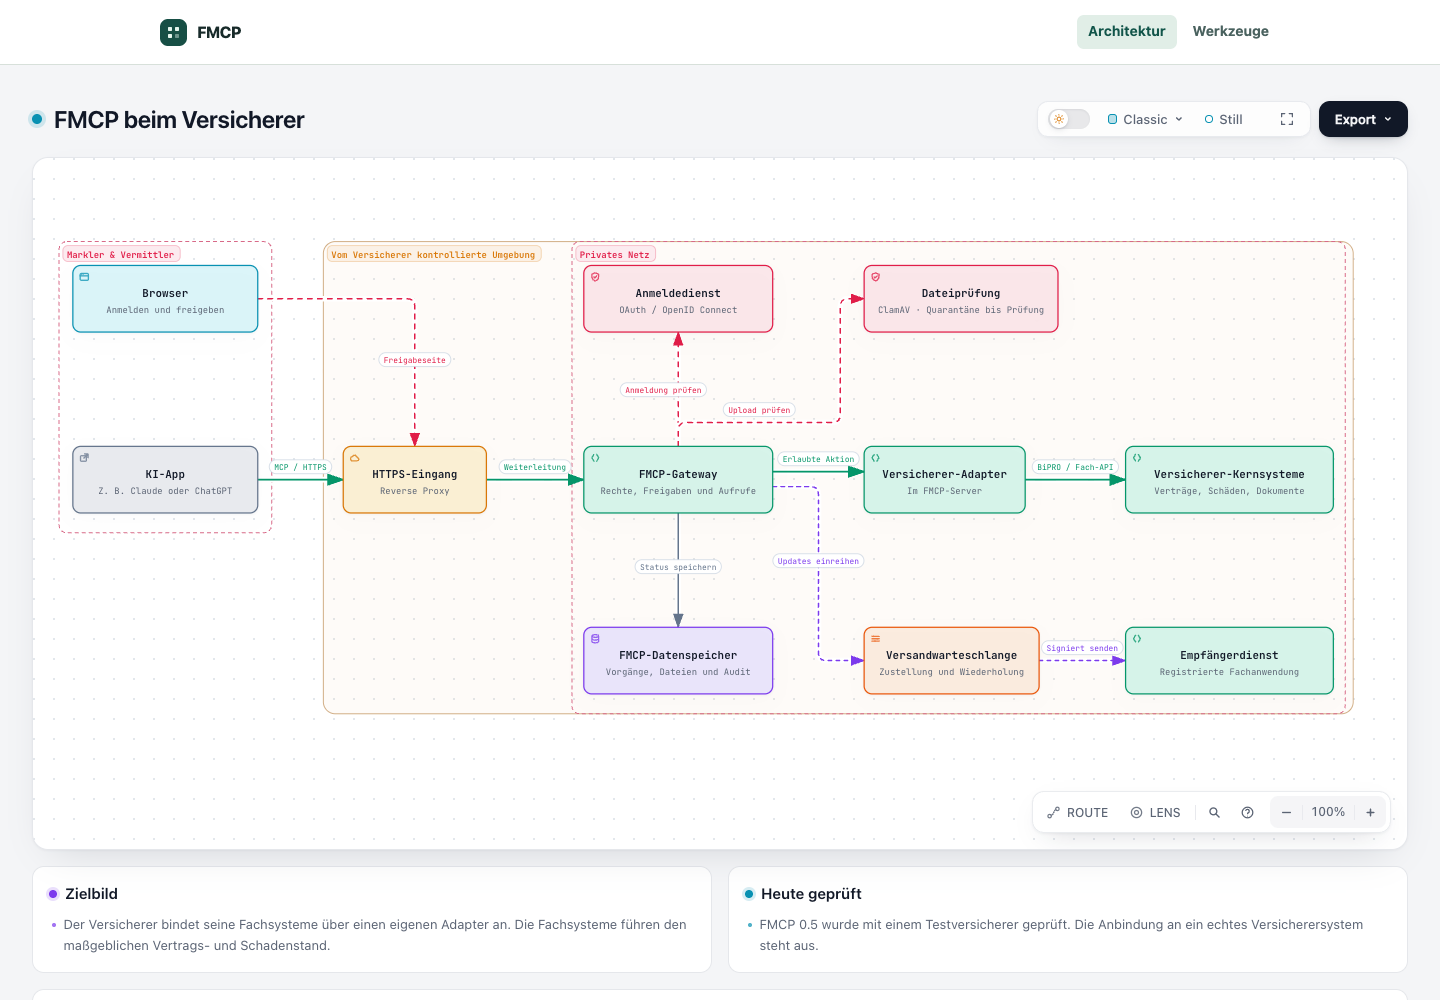 FMCP
Architektur
Werkzeuge
FMCP beim Versicherer
Classic
Still
Export
Markler & Vermittler
Vom Versicherer kontrollierte Umgebung
Privates Netz
Browser
Anmelden und freigeben
Anmeldedienst
OAuth / OpenID Connect
Dateiprüfung
ClamAV · Quarantäne bis Prüfung
Freigabeseite
Anmeldung prüfen
Upload prüfen
KI-App
Z. B. Claude oder ChatGPT
MCP / HTTPS
HTTPS-Eingang
Reverse Proxy
Weiterleitung
FMCP-Gateway
Rechte, Freigaben und Aufrufe
Erlaubte Aktion
Versicherer-Adapter
Im FMCP-Server
BiPRO / Fach-API
Versicherer-Kernsysteme
Verträge, Schäden, Dokumente
Status speichern
Updates einreihen
FMCP-Datenspeicher
Vorgänge, Dateien und Audit
Versandwarteschlange
Zustellung und Wiederholung
Signiert senden
Empfängerdienst
Registrierte Fachanwendung
ROUTE
LENS
100%
Zielbild
Der Versicherer bindet seine Fachsysteme über einen eigenen Adapter an. Die Fachsysteme führen den
maßgeblichen Vertrags- und Schadenstand.
Heute geprüft
FMCP 0.5 wurde mit einem Testversicherer geprüft. Die Anbindung an ein echtes Versicherersystem
steht aus.